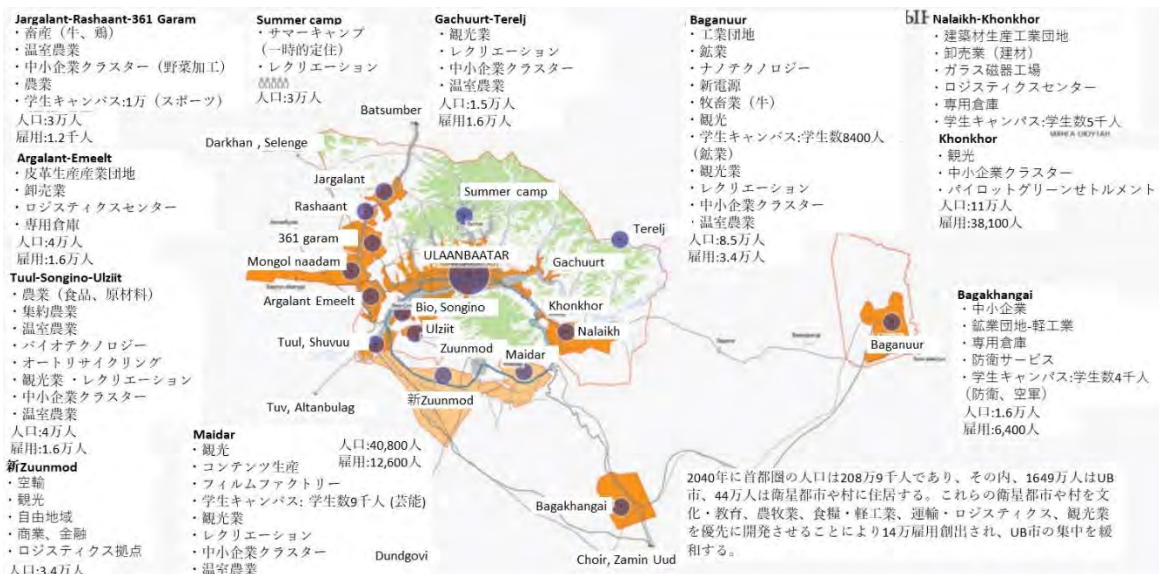 Jargalant-Rashaant-361 Garam
・畜産（牛、鶏）
・温室農業
・中小企業クラスター（野菜加工）
農業
・学生キャンパス:1万（スポーツ）
人口:3万人
雇用:1.2千人
Argalant-Emeelt
・皮革生産産業団地
・卸売業
・ロジスティクスセンター
・専用倉庫
人口:4万人
雇用:1.6万人
Tuul-Songino-Ulziit
・農業（食品、原材料）
・集約農業
・温室農業
・バイオテクノロジー
・オートリサイクリング
・観光業・レクリエーション
・中小企業クラスター
・温室農業
人口:4万人
雇用:1.6万人
新Zuunmod
・空輸
・観光
・自由地域
・商業、金融
・ロジスティクス拠点
人口:3.4万人
Summer camp
・サマーキャンプ
（一時的定住）
・レクリエーション
人口:3万人
Gachuurt-Terelj
・観光業
・レクリエーション
・中小企業クラスター
・温室農業
人口:1.5万人
雇用1.6万人
Baganuur
・工業団地
・鉱業
・ナノテクノロジー
・新電源
・牧畜業（牛）
・観光
・学生キャンパス:学生数8400人
（鉱業）
・観光業
・レクリエーション
・中小企業クラスター
・温室農業
人口:8.5万人
雇用:3.4万人
Nalaikh-Khonkhor
・建築材生産工業団地
・卸売業（建材）
・ガラス磁器工場
・ロジスティクスセンター
・専用倉庫
・学生キャンパス:学生数5千人
Khonkhor
・観光
・中小企業クラスター
・パイロットグリーンせトルメント
人口:11万人
雇用:38,100人
Bagakhangai
・中小企業
・鉱業団地-軽工業
・専用倉庫
・防衛サービス
・学生キャンパス:学生数4千人
（防衛、空軍）
人口:1.6万人
雇用:6,400人
Batsumber
Darkhan , Selenge
Jargalant
Rashaant
Summer camp
361 garam
Terelj
Mongol naadam
ULAANBAATAR
Gachuurt
Argalant Emeelt
Bio, Songino
Khonkhor
Ulziit
Nalaikh
Baganuur
Tuul, Shuvuu
Zuunmod
Maidar
新Zuunmod
Tuv, Altanbulag
Bagakhangai
Dundgovi
Choir, Zamin Uud
Maidar
・観光
・コンテンツ生産
・フィルムファクトリー
・学生キャンパス: 学生数9千人 (芸能)
・観光業
・レクリエーション
・中小企業クラスター
・温室農業
人口:40,800人
雇用:12,600人
2040年に首都圏の人口は208万9千人であり、その内、1649万人はUB
市、44万人は衛星都市や村に住居する。これらの衛星都市や村を文
化・教育、農牧業、食糧・軽工業、運輸・ロジスティクス、観光業
を優先に開発させることにより14万雇用創出され、UB市の集中を緩
和する。